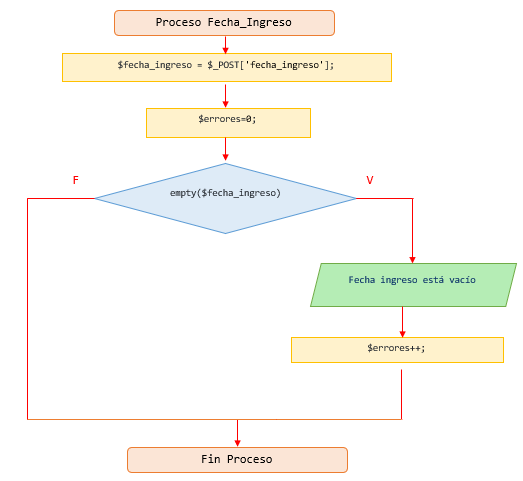 Proceso Fecha_Ingreso
$fecha_ingreso = $_POST['fecha_ingreso'];
$errores=0;
F
V
empty($fecha_ingreso)
Fecha ingreso está vacío
$errores++;
Fin Proceso